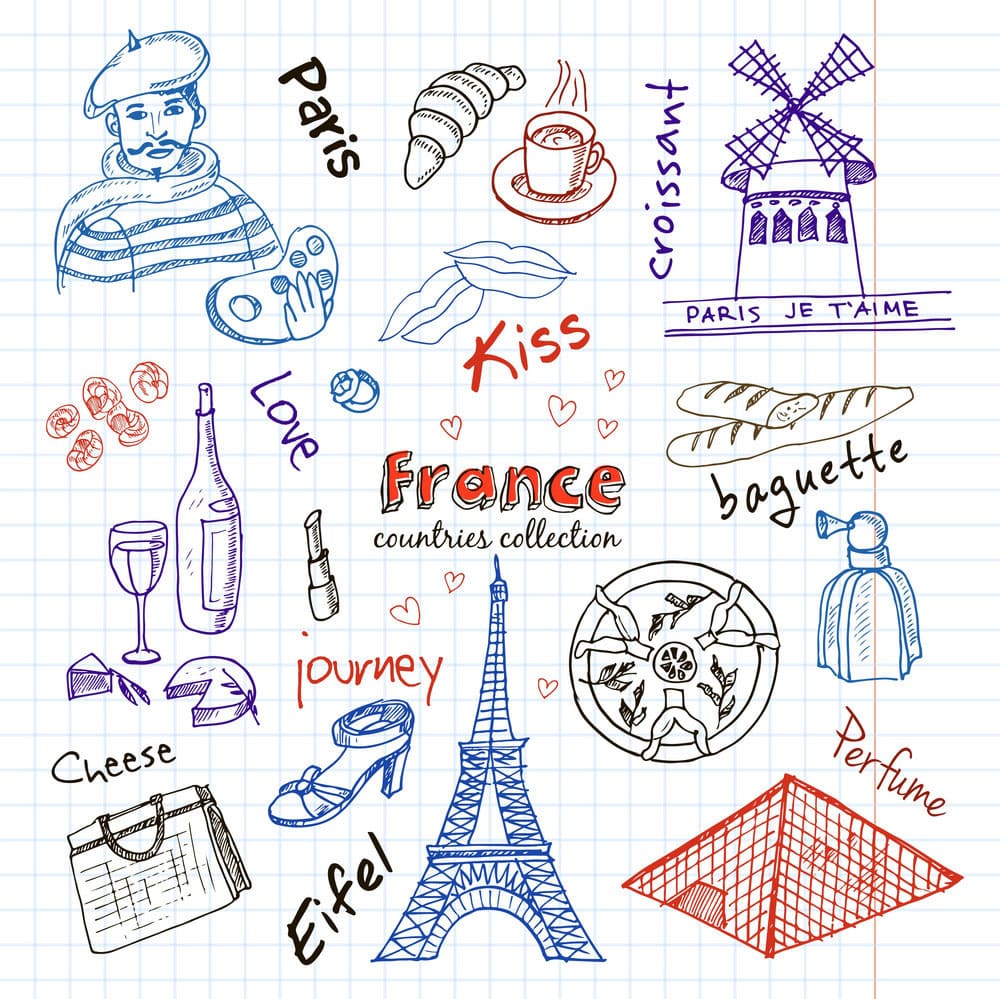 Paris
Croissant
PARIS JE T'AIME
Kiss
Love
France
countries collection
baguette
journey
Cheese
Perfume
Eifel